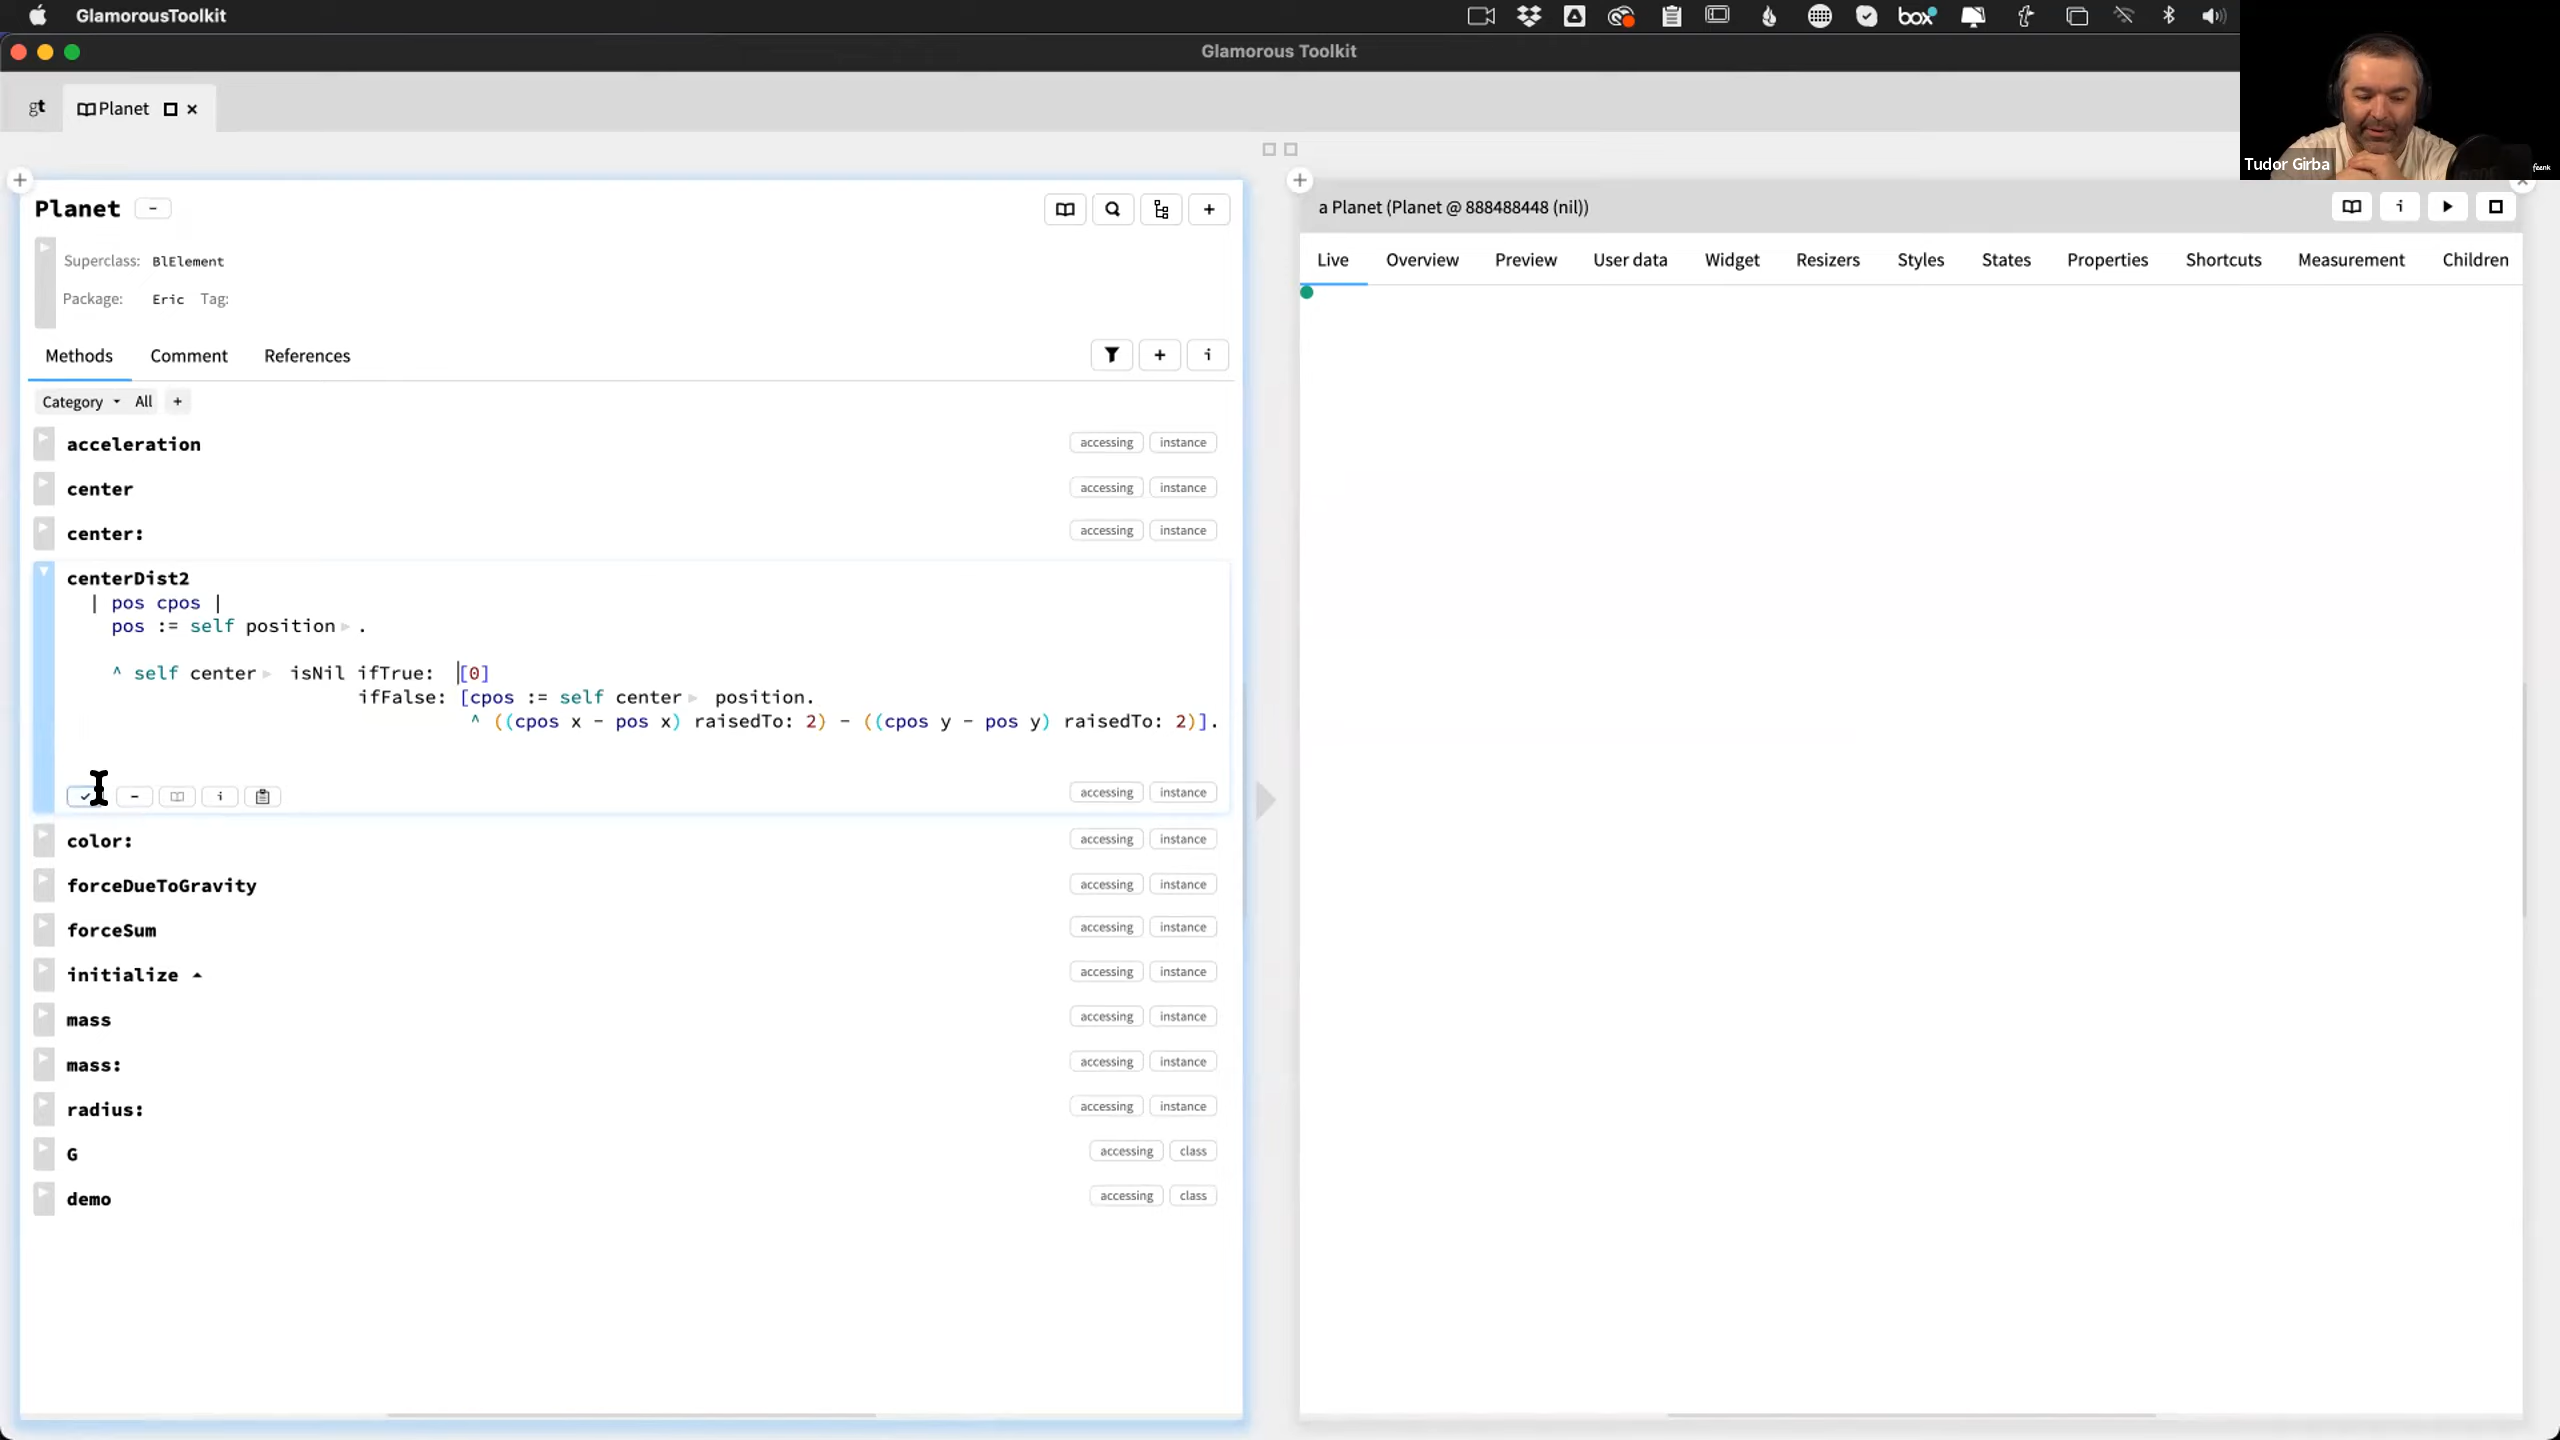 GlamorousToolkit
box
Glamorous Toolkit
gt
Planet
Tudor Girba
feenk
Planet
Superclass: BlElement
Package: Eric Tag:
Methods Comment References
Category All +
acceleration accessing instance
center accessing instance
center: accessing instance
centerDist2
| pos cpos |
pos := self position .
^ self center isNil ifTrue: [0]
ifFalse: [cpos := self center position.
^ ((cpos x - pos x) raisedTo: 2) - ((cpos y - pos y) raisedTo: 2)].
accessing instance
color: accessing instance
forceDueToGravity accessing instance
forceSum accessing instance
initialize accessing instance
mass accessing instance
mass: accessing instance
radius: accessing instance
G accessing class
demo accessing class
a Planet (Planet @ 888488448 (nil))
Live Overview Preview User data Widget Resizers Styles States Properties Shortcuts Measurement Children